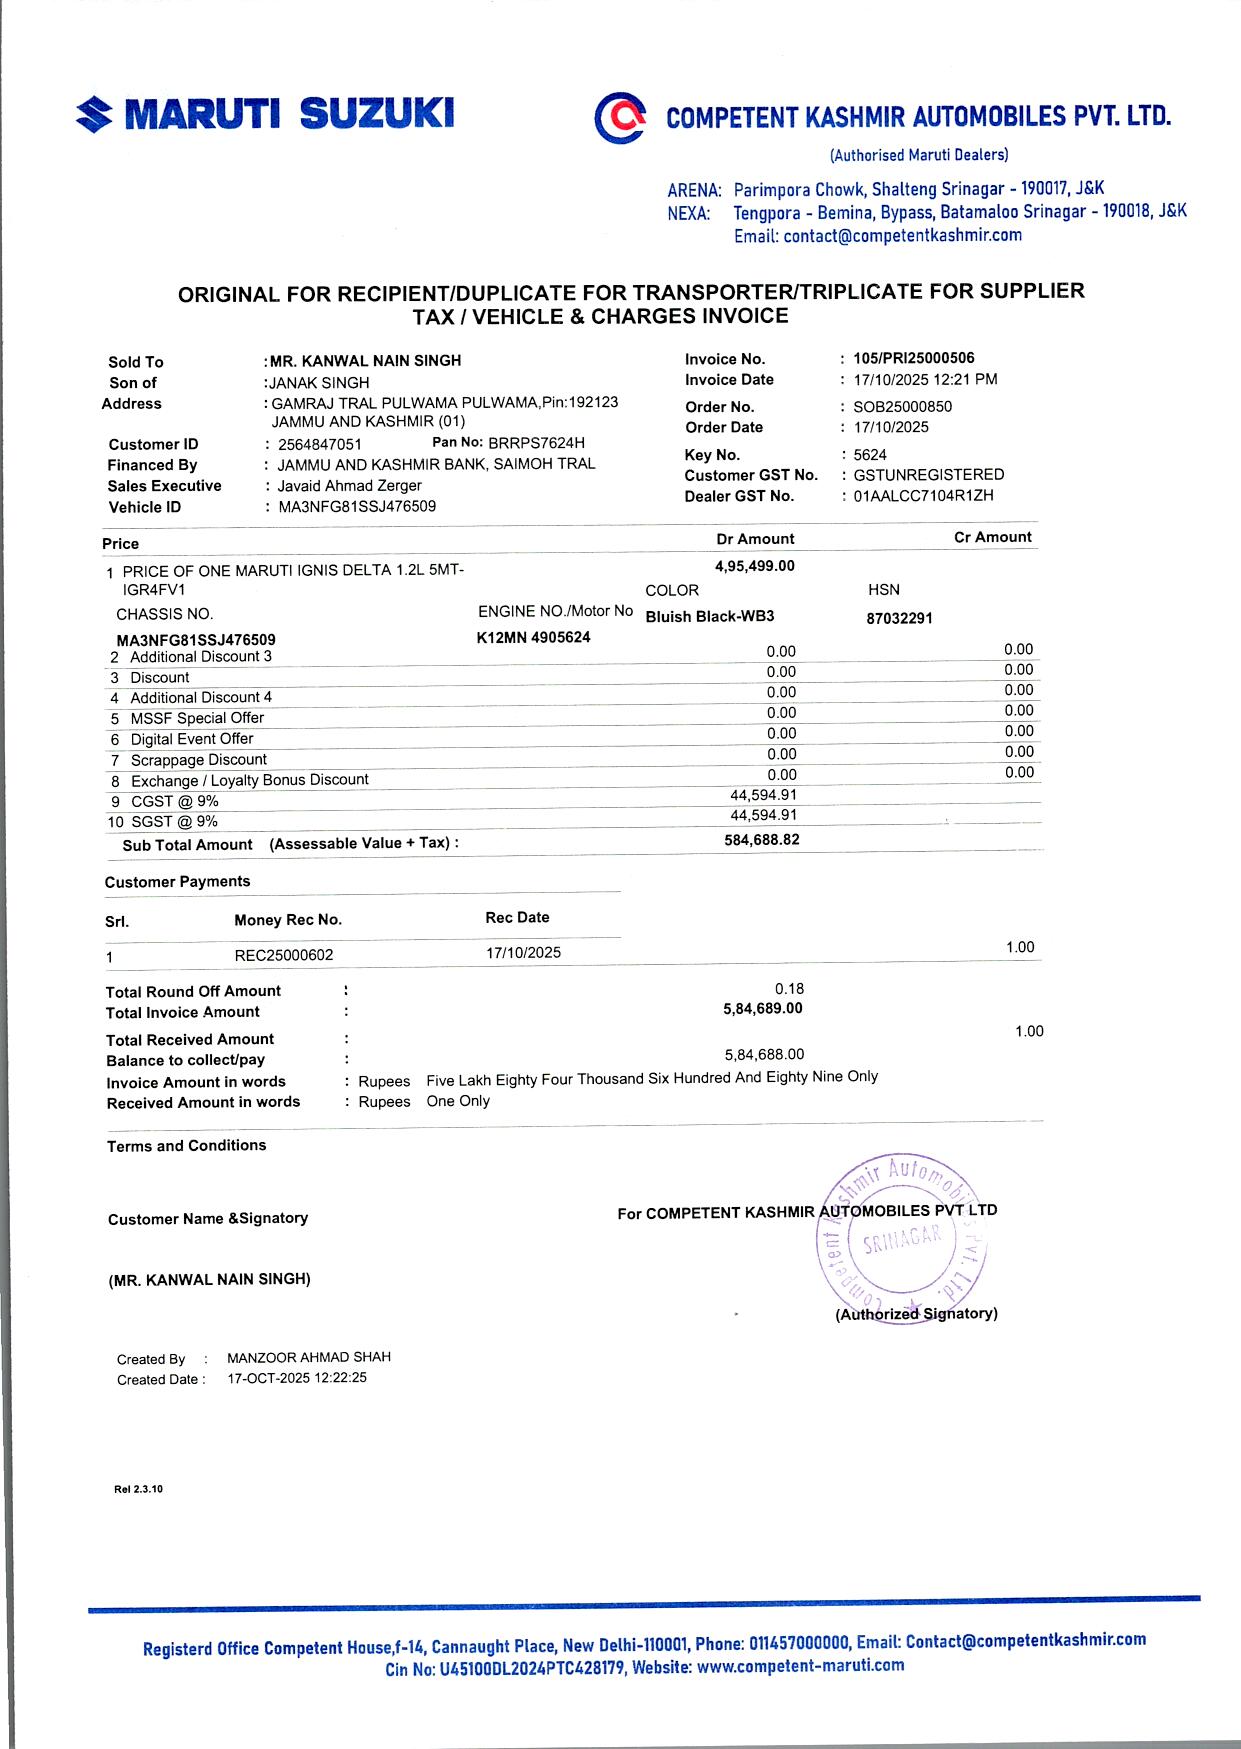 MARUTI SUZUKI
COMPETENT KASHMIR AUTOMOBILES PVT. LTD.
(Authorised Maruti Dealers)
ARENA: Parimpora Chowk, Shalteng Srinagar - 190017, J&K
NEXA: Tengpora - Bemina, Bypass, Batamaloo Srinagar - 190018, J&K
Email: contact@competentkashmir.com
ORIGINAL FOR RECIPIENT/DUPLICATE FOR TRANSPORTER/TRIPLICATE FOR SUPPLIER
TAX / VEHICLE & CHARGES INVOICE
Sold To :MR. KANWAL NAIN SINGH Invoice No. : 105/PRI25000506
Son of :JANAK SINGH Invoice Date : 17/10/2025 12:21 PM
Address : GAMRAJ TRAL PULWAMA PULWAMA,Pin:192123 Order No. : SOB25000850
JAMMU AND KASHMIR (01) Order Date : 17/10/2025
Customer ID : 2564847051 Pan No: BRRPS7624H Key No. : 5624
Financed By : JAMMU AND KASHMIR BANK, SAIMOH TRAL Customer GST No. : GSTUNREGISTERED
Sales Executive : Javaid Ahmad Zerger Dealer GST No. : 01AALCC7104R1ZH
Vehicle ID : MA3NFG81SSJ476509
Price Dr Amount Cr Amount
1 PRICE OF ONE MARUTI IGNIS DELTA 1.2L 5MT- 4,95,499.00
IGR4FV1 COLOR HSN
CHASSIS NO. ENGINE NO./Motor No Bluish Black-WB3 87032291
MA3NFG81SSJ476509 K12MN 4905624
2 Additional Discount 3 0.00 0.00
3 Discount 0.00 0.00
4 Additional Discount 4 0.00 0.00
5 MSSF Special Offer 0.00 0.00
6 Digital Event Offer 0.00 0.00
7 Scrappage Discount 0.00 0.00
8 Exchange / Loyalty Bonus Discount 0.00 0.00
9 CGST @ 9% 44,594.91
10 SGST @ 9% 44,594.91
Sub Total Amount (Assessable Value + Tax) : 584,688.82
Customer Payments
Srl. Money Rec No. Rec Date
1 REC25000602 17/10/2025 1.00
Total Round Off Amount : 0.18
Total Invoice Amount : 5,84,689.00
Total Received Amount : 1.00
Balance to collect/pay : 5,84,688.00
Invoice Amount in words : Rupees Five Lakh Eighty Four Thousand Six Hundred And Eighty Nine Only
Received Amount in words : Rupees One Only
Terms and Conditions
Customer Name &Signatory For COMPETENT KASHMIR AUTOMOBILES PVT LTD
Competent Kashmir Automobiles Pvt. Ltd.
SRINAGAR
(MR. KANWAL NAIN SINGH)
(Authorized Signatory)
Created By : MANZOOR AHMAD SHAH
Created Date : 17-OCT-2025 12:22:25
Rel 2.3.10
Registerd Office Competent House,f-14, Cannaught Place, New Delhi-110001, Phone: 011457000000, Email: Contact@competentkashmir.com
Cin No: U45100DL2024PTC428179, Website: www.competent-maruti.com